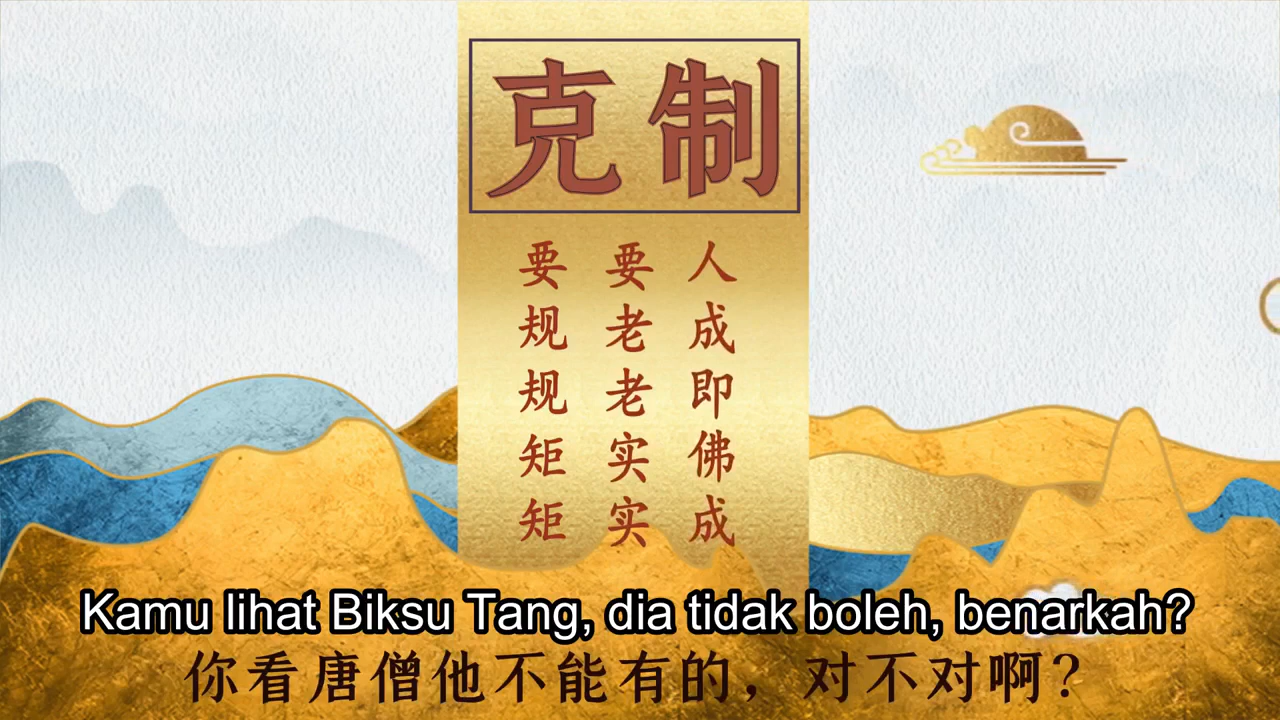 克制
人成即佛成
要老老实实
要规规矩矩
Kamu lihat Biksu Tang, dia tidak boleh, benarkah?
你看唐僧他不能有的，对不对啊？